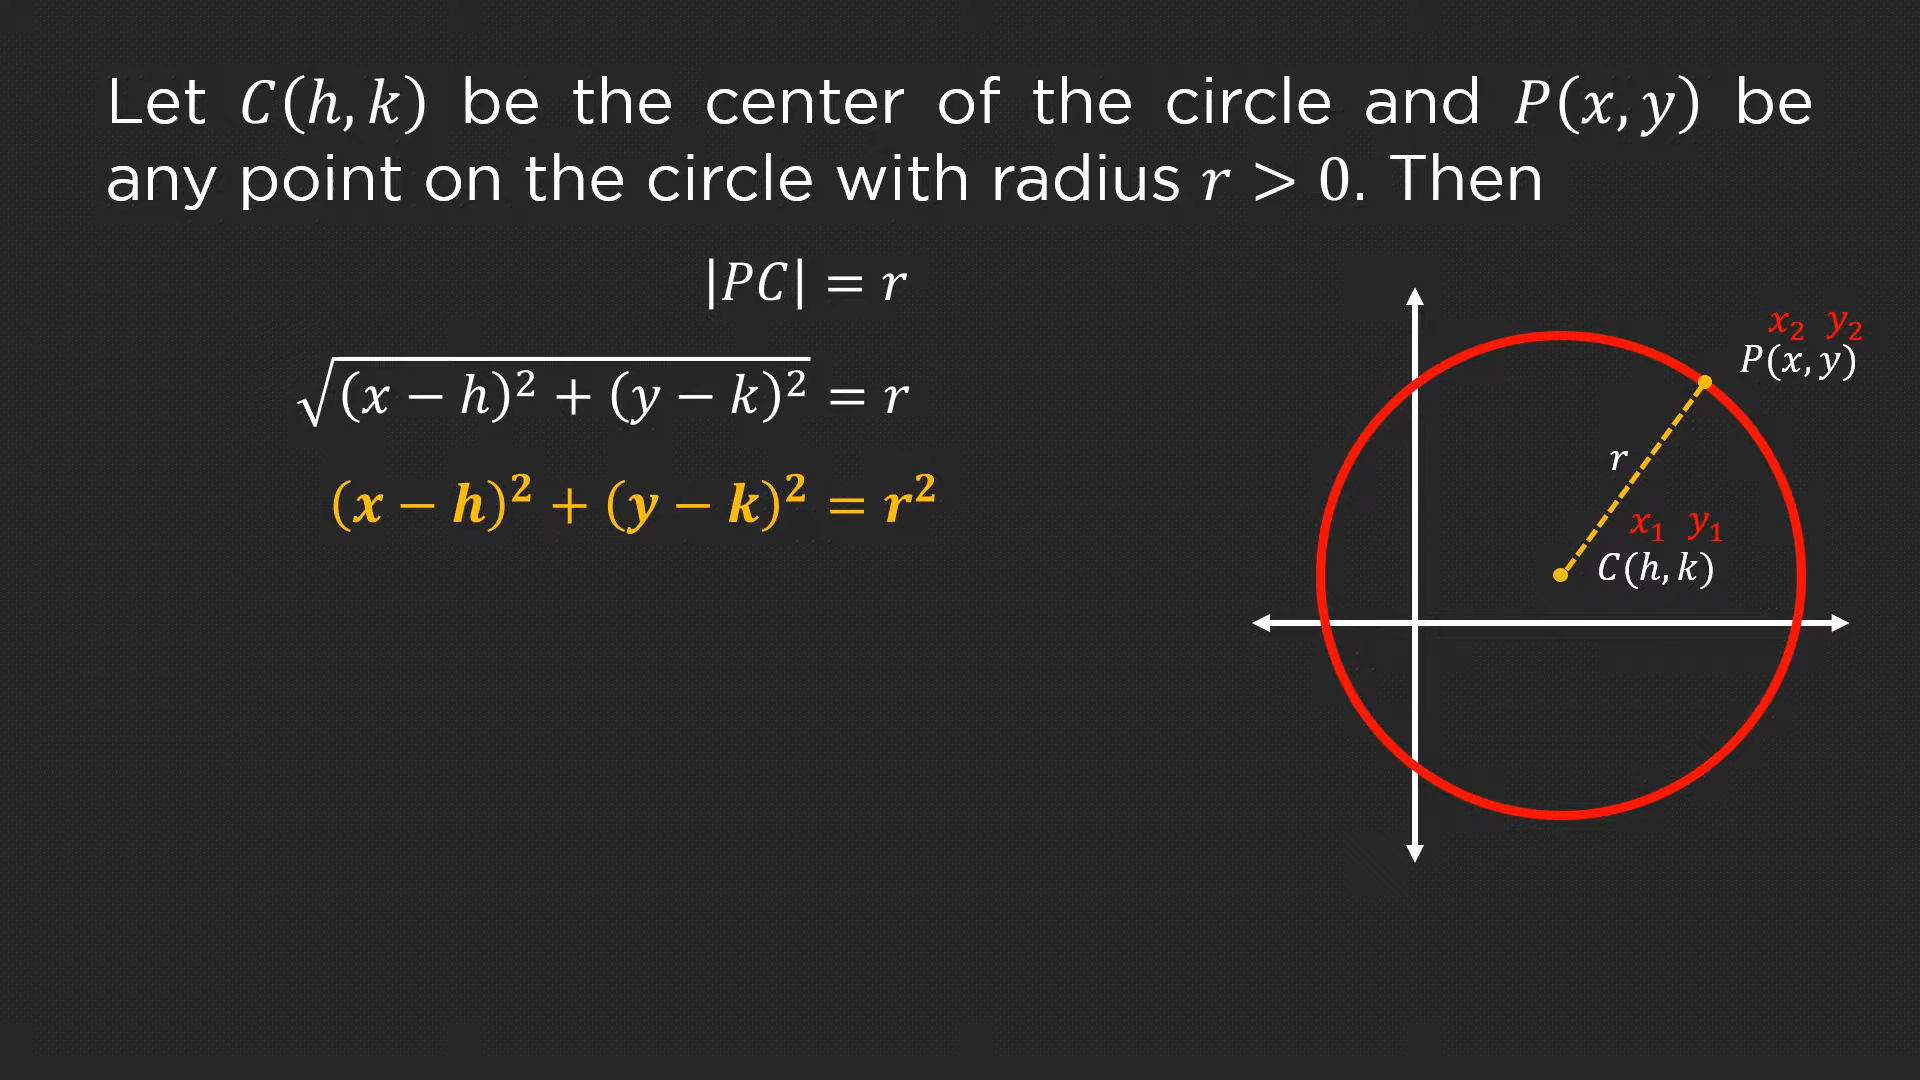 Let C(h, k) be the center of the circle and P(x, y) be
any point on the circle with radius r > 0. Then
|PC| = r
√((x − h)² + (y − k)²) = r
(x − h)² + (y − k)² = r²
x₂ y₂
P(x, y)
r
x₁ y₁
C(h, k)